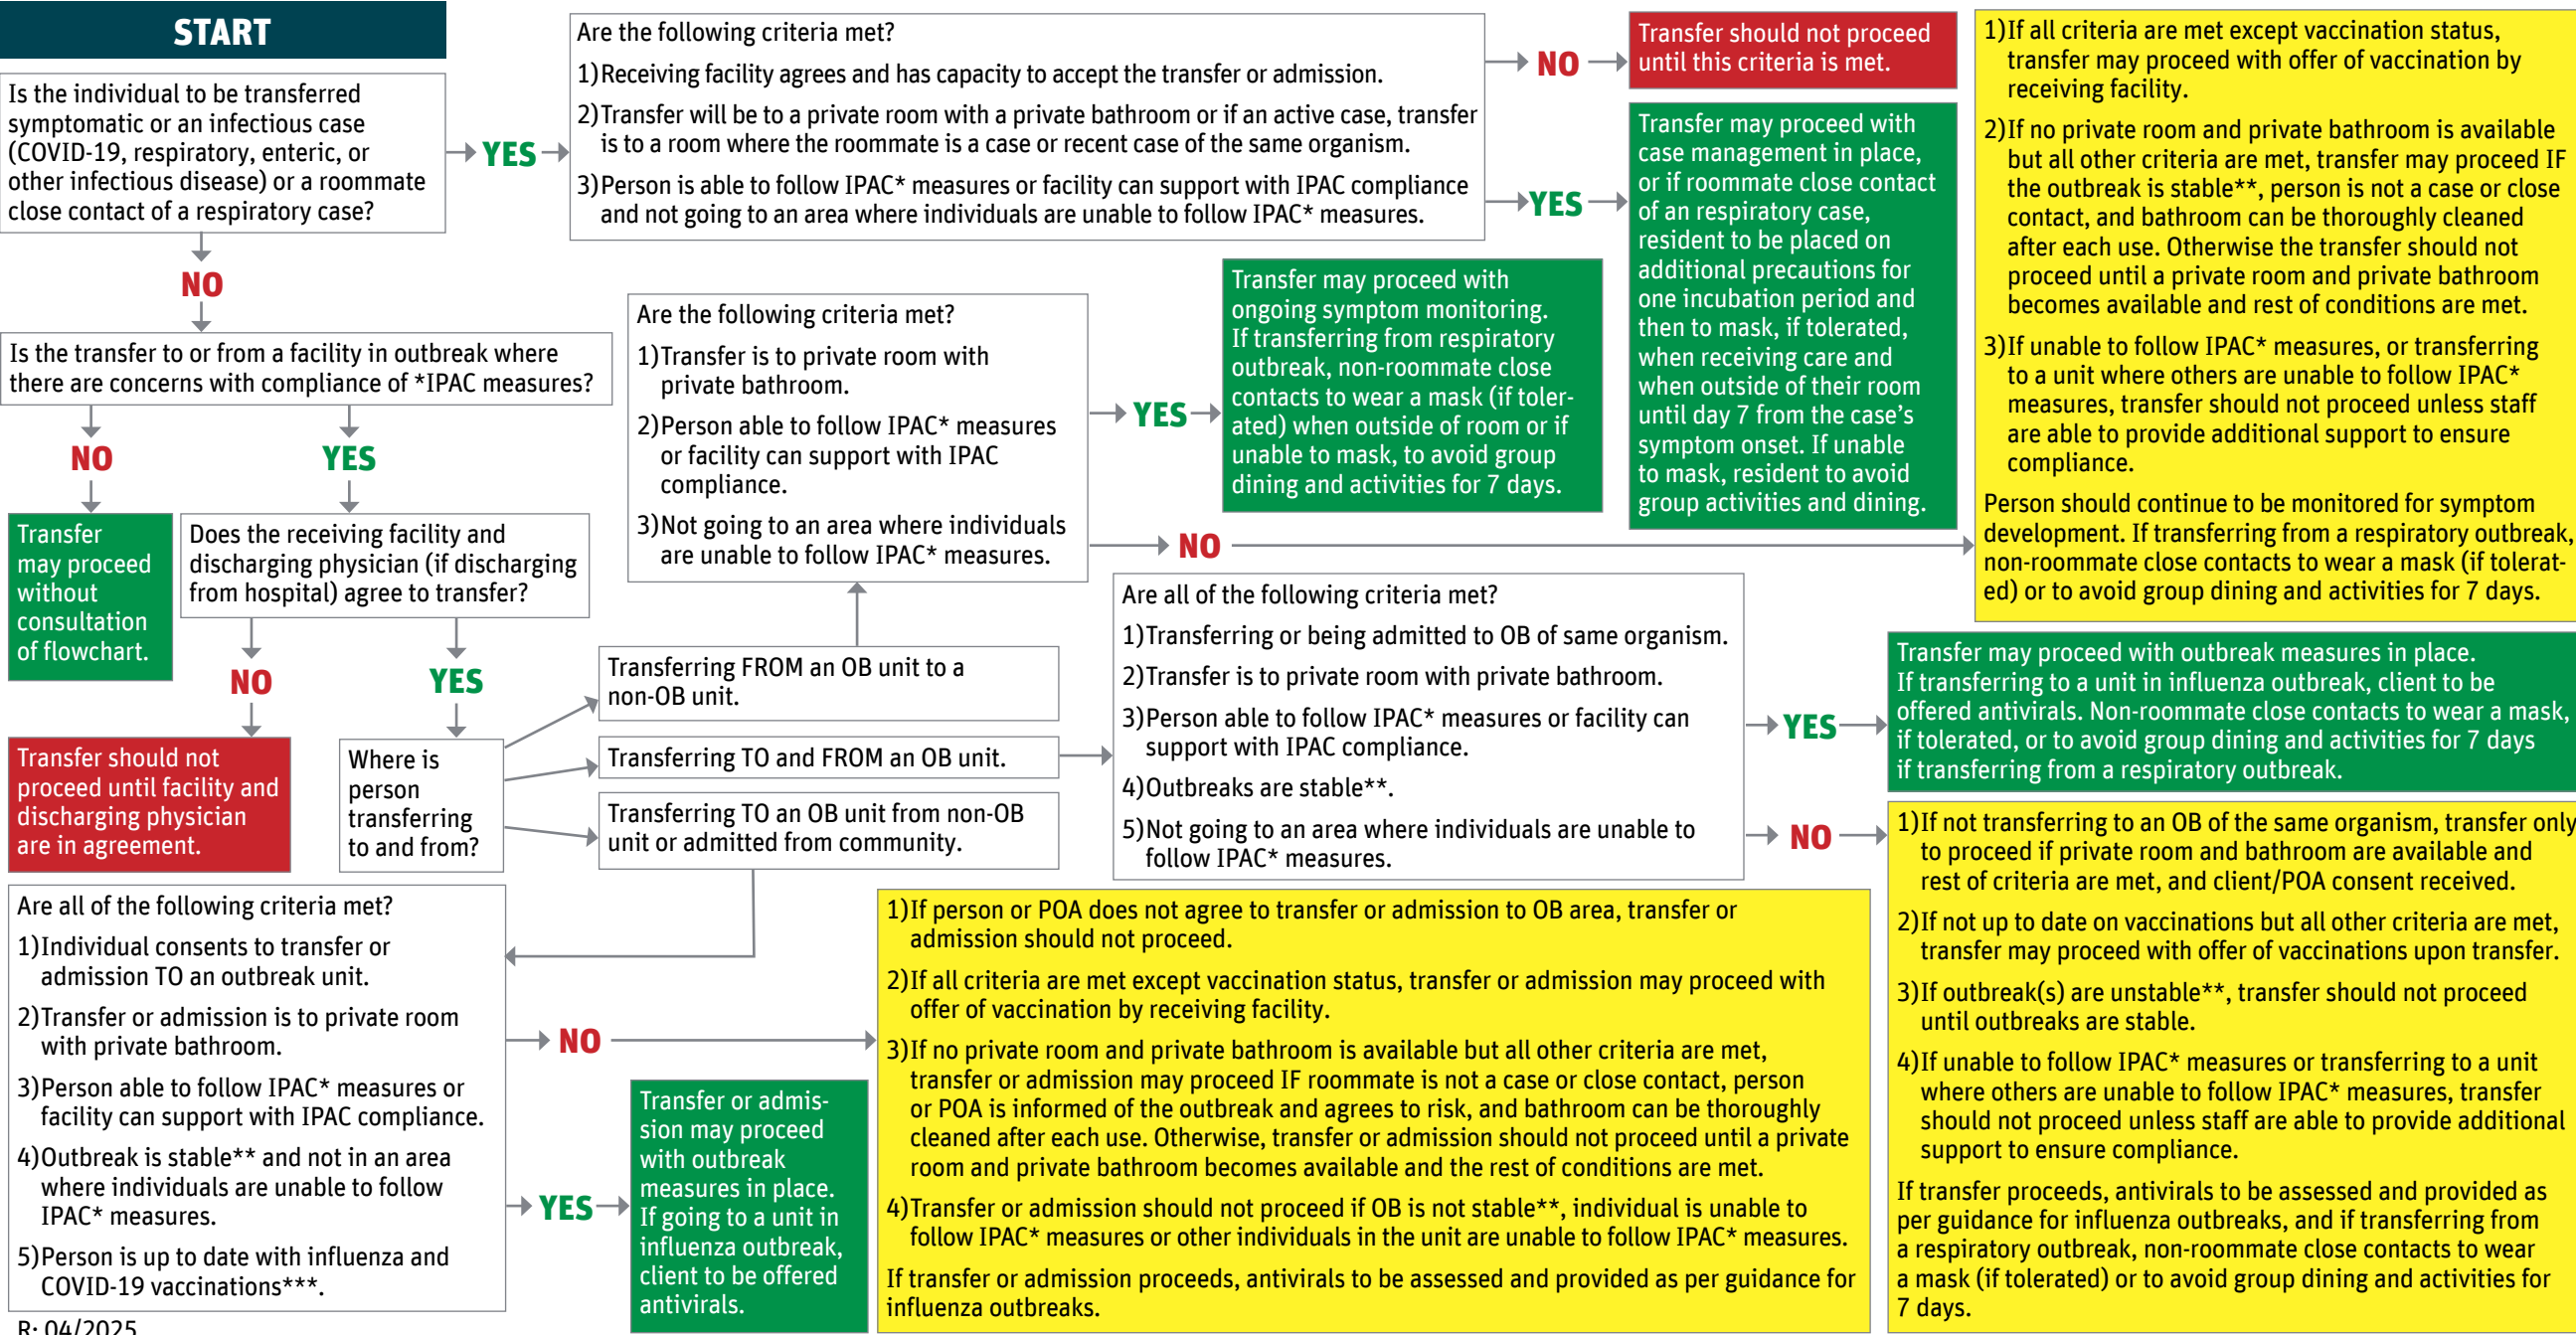 START
Is the individual to be transferred
symptomatic or an infectious case
(COVID-19, respiratory, enteric, or
other infectious disease) or a roommate
close contact of a respiratory case?
YES
Are the following criteria met?
1)Receiving facility agrees and has capacity to accept the transfer or admission.
2)Transfer will be to a private room with a private bathroom or if an active case, transfer
is to a room where the roommate is a case or recent case of the same organism.
3)Person is able to follow IPAC* measures or facility can support with IPAC compliance
and not going to an area where individuals are unable to follow IPAC* measures.
NO
Transfer should not proceed
until this criteria is met.
YES
Transfer may proceed with
case management in place,
or if roommate close contact
of an respiratory case,
resident to be placed on
additional precautions for
one incubation period and
then to mask, if tolerated,
when receiving care and
when outside of their room
until day 7 from the case's
symptom onset. If unable
to mask, resident to avoid
group activities and dining.
NO
Is the transfer to or from a facility in outbreak where
there are concerns with compliance of *IPAC measures?
NO
Transfer
may proceed
without
consultation
of flowchart.
YES
Does the receiving facility and
discharging physician (if discharging
from hospital) agree to transfer?
NO
Transfer should not
proceed until facility and
discharging physician
are in agreement.
YES
Where is
person
transferring
to and from?
Transferring FROM an OB unit to a
non-OB unit.
Transferring TO and FROM an OB unit.
Transferring TO an OB unit from non-OB
unit or admitted from community.
Are the following criteria met?
1)Transfer is to private room with
private bathroom.
2)Person able to follow IPAC* measures
or facility can support with IPAC
compliance.
3)Not going to an area where individuals
are unable to follow IPAC* measures.
YES
Transfer may proceed with
ongoing symptom monitoring.
If transferring from respiratory
outbreak, non-roommate close
contacts to wear a mask (if toler-
ated) when outside of room or if
unable to mask, to avoid group
dining and activities for 7 days.
NO
1)If all criteria are met except vaccination status,
transfer may proceed with offer of vaccination by
receiving facility.
2)If no private room and private bathroom is available
but all other criteria are met, transfer may proceed IF
the outbreak is stable**, person is not a case or close
contact, and bathroom can be thoroughly cleaned
after each use. Otherwise the transfer should not
proceed until a private room and private bathroom
becomes available and rest of conditions are met.
3)If unable to follow IPAC* measures, or transferring
to a unit where others are unable to follow IPAC*
measures, transfer should not proceed unless staff
are able to provide additional support to ensure
compliance.
Person should continue to be monitored for symptom
development. If transferring from a respiratory outbreak,
non-roommate close contacts to wear a mask (if tolerat-
ed) or to avoid group dining and activities for 7 days.
Are all of the following criteria met?
1)Transferring or being admitted to OB of same organism.
2)Transfer is to private room with private bathroom.
3)Person able to follow IPAC* measures or facility can
support with IPAC compliance.
4)Outbreaks are stable**.
5)Not going to an area where individuals are unable to
follow IPAC* measures.
YES
Transfer may proceed with outbreak measures in place.
If transferring to a unit in influenza outbreak, client to be
offered antivirals. Non-roommate close contacts to wear a mask,
if tolerated, or to avoid group dining and activities for 7 days
if transferring from a respiratory outbreak.
NO
1)If not transferring to an OB of the same organism, transfer only
to proceed if private room and bathroom are available and
rest of criteria are met, and client/POA consent received.
2)If not up to date on vaccinations but all other criteria are met,
transfer may proceed with offer of vaccinations upon transfer.
3)If outbreak(s) are unstable**, transfer should not proceed
until outbreaks are stable.
4)If unable to follow IPAC* measures or transferring to a unit
where others are unable to follow IPAC* measures, transfer
should not proceed unless staff are able to provide additional
support to ensure compliance.
If transfer proceeds, antivirals to be assessed and provided as
per guidance for influenza outbreaks, and if transferring from
a respiratory outbreak, non-roommate close contacts to wear
a mask (if tolerated) or to avoid group dining and activities for
7 days.
Are all of the following criteria met?
1)Individual consents to transfer or
admission TO an outbreak unit.
2)Transfer or admission is to private room
with private bathroom.
3)Person able to follow IPAC* measures or
facility can support with IPAC compliance.
4)Outbreak is stable** and not in an area
where individuals are unable to follow
IPAC* measures.
5)Person is up to date with influenza and
COVID-19 vaccinations***.
NO
1)If person or POA does not agree to transfer or admission to OB area, transfer or
admission should not proceed.
2)If all criteria are met except vaccination status, transfer or admission may proceed with
offer of vaccination by receiving facility.
3)If no private room and private bathroom is available but all other criteria are met,
transfer or admission may proceed IF roommate is not a case or close contact, person
or POA is informed of the outbreak and agrees to risk, and bathroom can be thoroughly
cleaned after each use. Otherwise, transfer or admission should not proceed until a private
room and private bathroom becomes available and the rest of conditions are met.
4)Transfer or admission should not proceed if OB is not stable**, individual is unable to
follow IPAC* measures or other individuals in the unit are unable to follow IPAC* measures.
If transfer or admission proceeds, antivirals to be assessed and provided as per guidance for
influenza outbreaks.
YES
Transfer or admis-
sion may proceed
with outbreak
measures in place.
If going to a unit in
influenza outbreak,
client to be offered
antivirals.
R: 04/2025